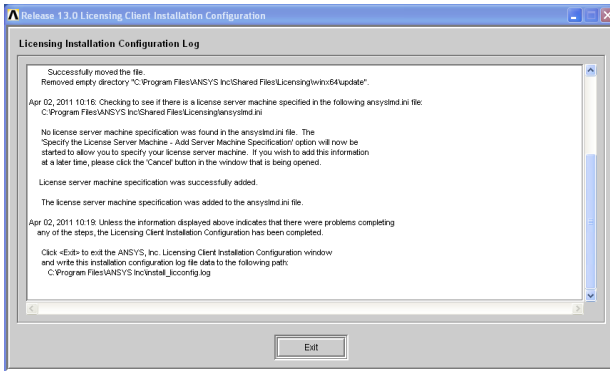 Release 13.0 Licensing Client Installation Configuration
Licensing Installation Configuration Log
Successfully moved the file.
Removed empty directory "C:\Program Files\ANSYS Inc\Shared Files\Licensing\winx64\update".
Apr 02, 2011 10:16: Checking to see if there is a license server machine specified in the following ansyslmd.ini file:
C:\Program Files\ANSYS Inc\Shared Files\Licensing\ansyslmd.ini
No license server machine specification was found in the ansyslmd.ini file. The
'Specify the License Server Machine - Add Server Machine Specification' option will now be
started to allow you to specify your license server machine. If you wish to add this information
at a later time, please click the 'Cancel' button in the window that is being opened.
License server machine specification was successfully added.
The license server machine specification was added to the ansyslmd.ini file.
Apr 02, 2011 10:19: Unless the information displayed above indicates that there were problems completing
any of the steps, the Licensing Client Installation Configuration has been completed.
Click <Exit> to exit the ANSYS, Inc. Licensing Client Installation Configuration window
and write this installation configuration log file data to the following path:
C:\Program Files\ANSYS Inc\install_licconfig.log
Exit